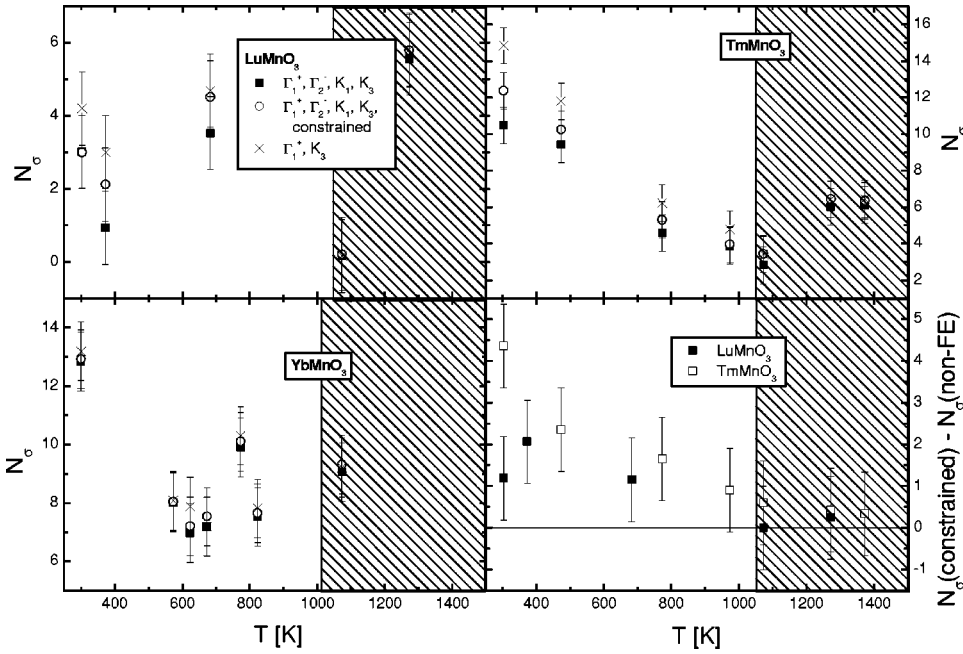 LuMnO3
Γ1+, Γ2-, K1, K3
Γ1+, Γ2-, K1, K3,
constrained
Γ1+, K3
Nσ
6
4
2
0
TmMnO3
16
14
12
10
8
6
4
2
Nσ
YbMnO3
Nσ
14
12
10
8
6
400 600 800 1000 1200 1400
T [K]
LuMnO3
TmMnO3
5
4
3
2
1
0
-1
Nσ(constrained) - Nσ(non-FE)
400 600 800 1000 1200 1400
T [K]